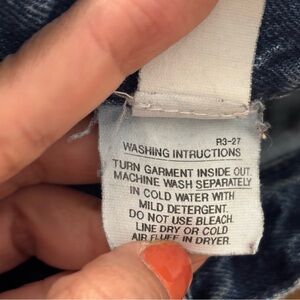 R3-27
WASHING INTRUCTIONS
TURN GARMENT INSIDE OUT.
MACHINE WASH SEPARATELY
IN COLD WATER WITH
MILD DETERGENT.
DO NOT USE BLEACH.
LINE DRY OR COLD
AIR FLUFF IN DRYER.